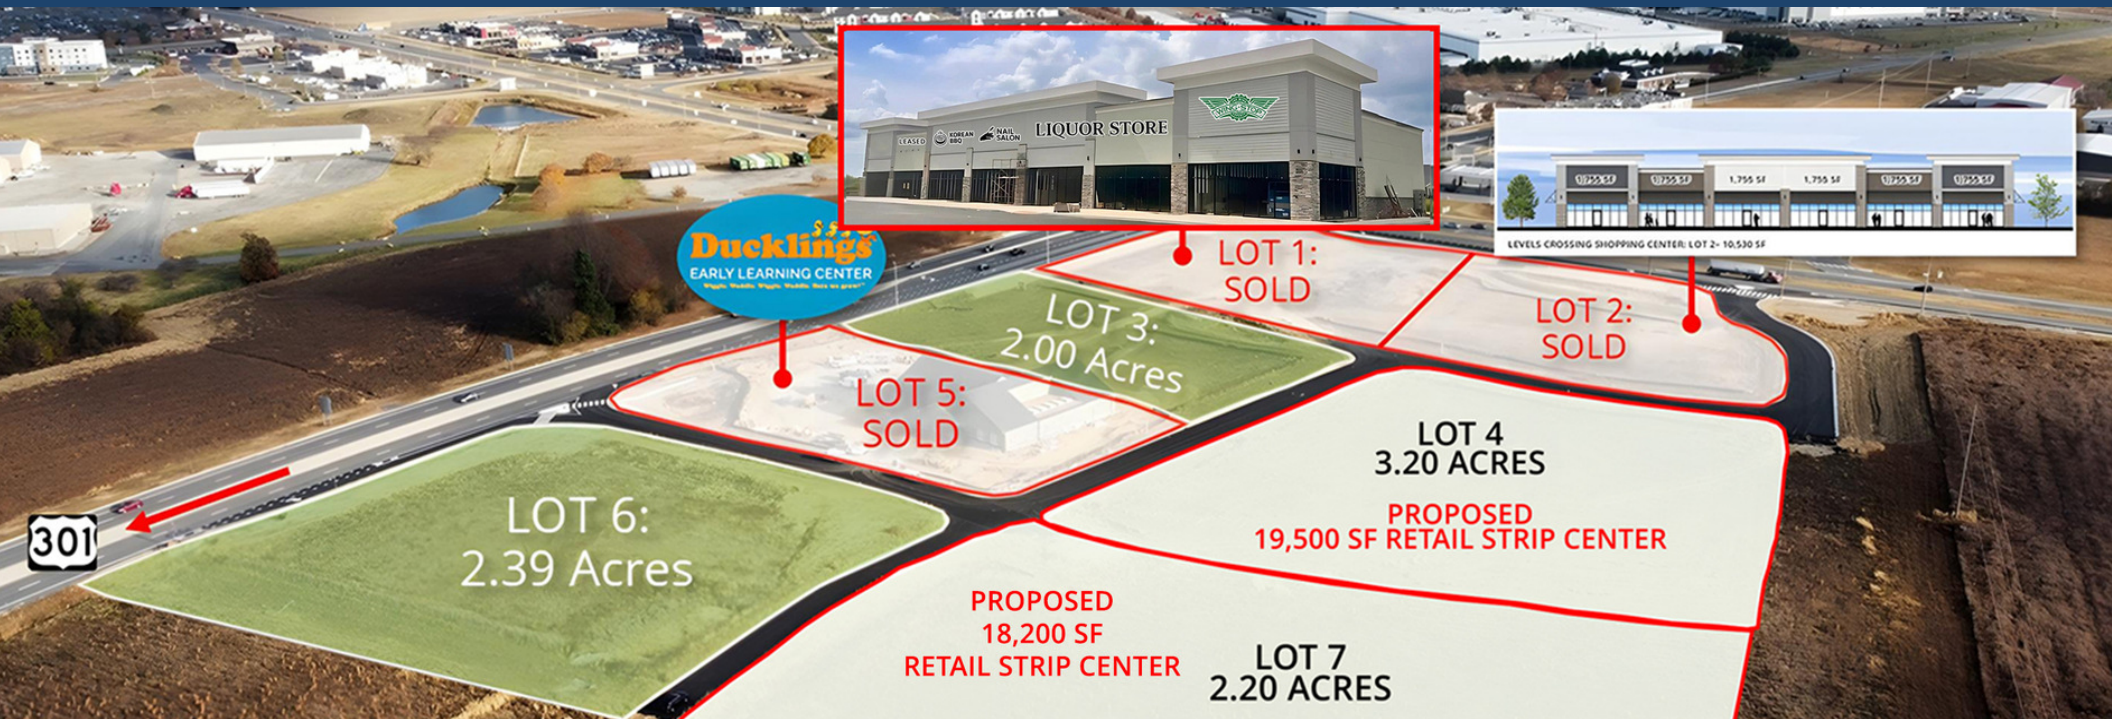 LEASED
KOREAN
BBQ
NAIL
SALON
LIQUOR STORE
WING-STOP
1,755 SF
1,755 SF
1,755 SF
1,755 SF
1,755 SF
1,755 SF
LEVELS CROSSING SHOPPING CENTER: LOT 2- 10,530 SF
Ducklings
EARLY LEARNING CENTER
LOT 1:
SOLD
LOT 2:
SOLD
LOT 3:
2.00 Acres
LOT 5:
SOLD
LOT 4
3.20 ACRES
PROPOSED
19,500 SF RETAIL STRIP CENTER
LOT 6:
2.39 Acres
301
PROPOSED
18,200 SF
RETAIL STRIP CENTER
LOT 7
2.20 ACRES